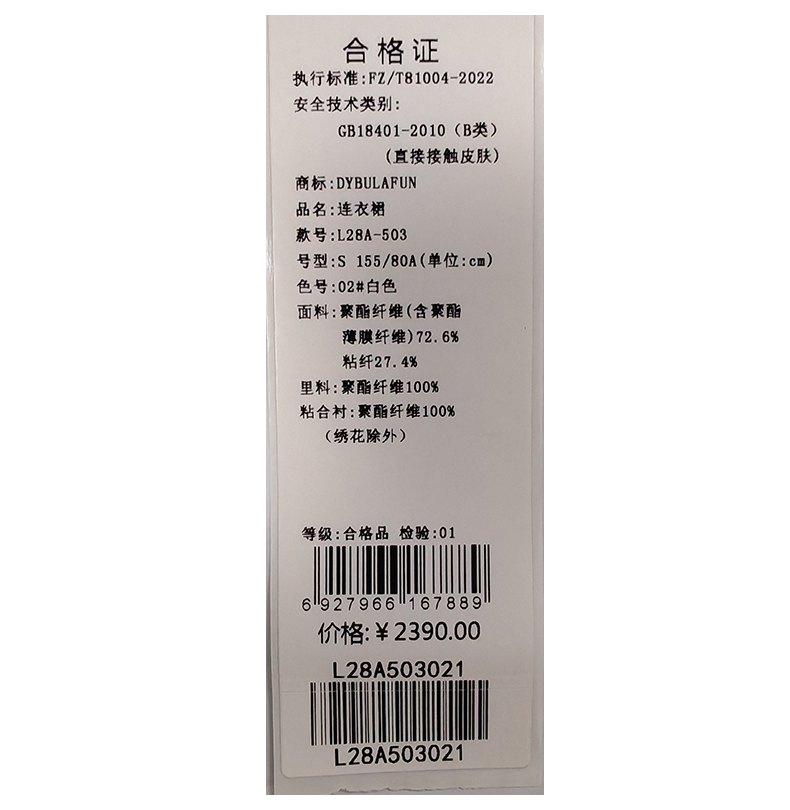 合格证
执行标准:FZ/T81004-2022
安全技术类别:
GB18401-2010（B类）
(直接接触皮肤)
商标:DYBULAFUN
品名:连衣裙
款号:L28A-503
号型:S 155/80A(单位:cm)
色号:02#白色
面料:聚酯纤维(含聚酯
薄膜纤维)72.6%
粘纤27.4%
里料:聚酯纤维100%
粘合衬:聚酯纤维100%
（绣花除外）
等级:合格品 检验:01
6 927966 167889
价格:￥2390.00
L28A503021
L28A503021